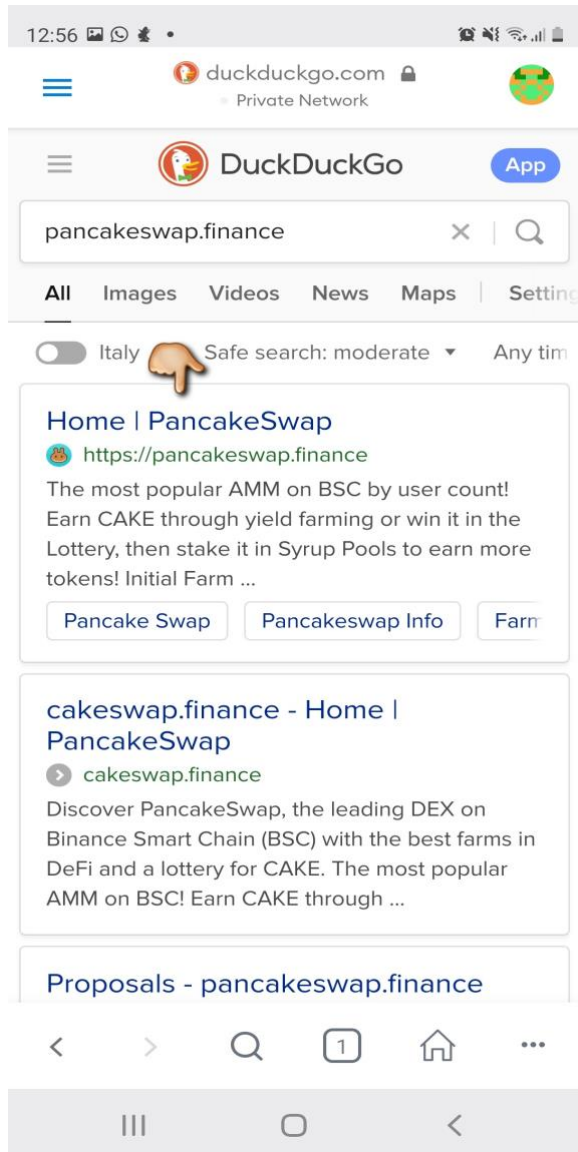 12:56
duckduckgo.com
Private Network
DuckDuckGo
App
pancakeswap.finance
All Images Videos News Maps Setting
Italy Safe search: moderate Any tim
Home | PancakeSwap
https://pancakeswap.finance
The most popular AMM on BSC by user count!
Earn CAKE through yield farming or win it in the
Lottery, then stake it in Syrup Pools to earn more
tokens! Initial Farm ...
Pancake Swap Pancakeswap Info Farm
cakeswap.finance - Home |
PancakeSwap
cakeswap.finance
Discover PancakeSwap, the leading DEX on
Binance Smart Chain (BSC) with the best farms in
DeFi and a lottery for CAKE. The most popular
AMM on BSC! Earn CAKE through ...
Proposals - pancakeswap.finance
1